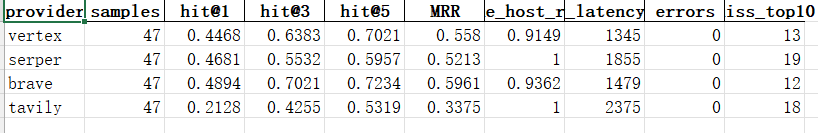 provider samples hit@1 hit@3 hit@5 MRR e_host_r _latency errors iss_top10
vertex 47 0.4468 0.6383 0.7021 0.558 0.9149 1345 0 13
serper 47 0.4681 0.5532 0.5957 0.5213 1 1855 0 19
brave 47 0.4894 0.7021 0.7234 0.5961 0.9362 1479 0 12
tavily 47 0.2128 0.4255 0.5319 0.3375 1 2375 0 18